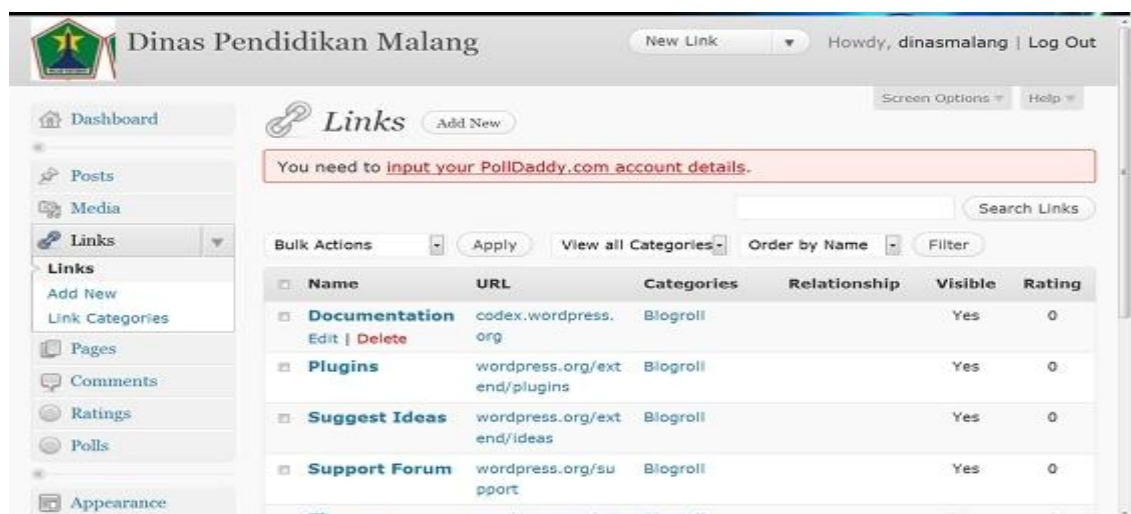 Dinas Pendidikan Malang
New Link
Howdy, dinasmalang | Log Out
Screen Options
Help
Dashboard
Links
Add New
You need to input your PollDaddy.com account details.
Posts
Media
Links
Links
Add New
Link Categories
Pages
Comments
Ratings
Polls
Appearance
Search Links
Bulk Actions
Apply
View all Categories
Order by Name
Filter
Name URL Categories Relationship Visible Rating
Documentation codex.wordpress. Blogroll Yes 0
Edit | Delete org
Plugins wordpress.org/ext Blogroll Yes 0
end/plugins
Suggest Ideas wordpress.org/ext Blogroll Yes 0
end/ideas
Support Forum wordpress.org/su Blogroll Yes 0
pport